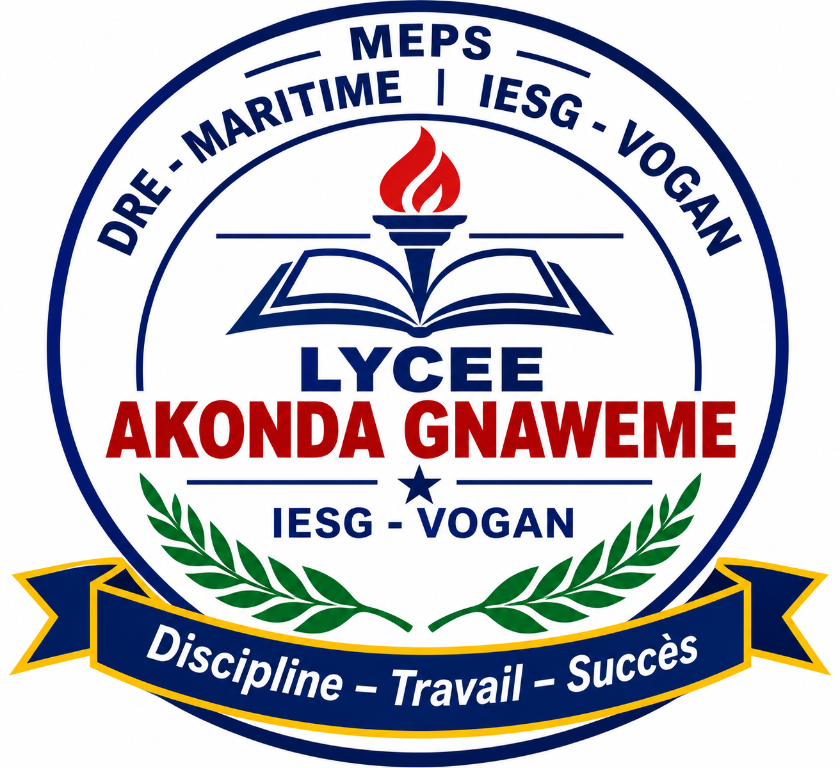 MEPS
DRE - MARITIME | IESG - VOGAN
LYCEE
AKONDA GNAWEME
IESG - VOGAN
Discipline – Travail – Succès